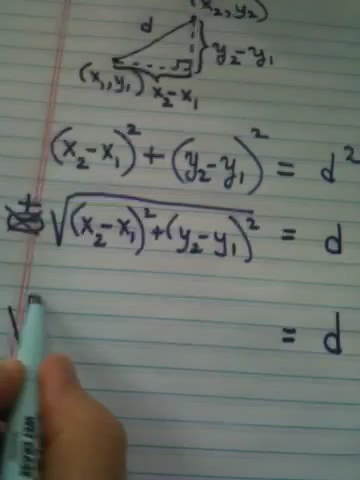 (x₂, y₂)
d
y₂-y₁
(x₁, y₁) x₂-x₁
(x₂-x₁)² + (y₂-y₁)² = d²
+ √(x₂-x₁)² + (y₂-y₁)² = d
= d